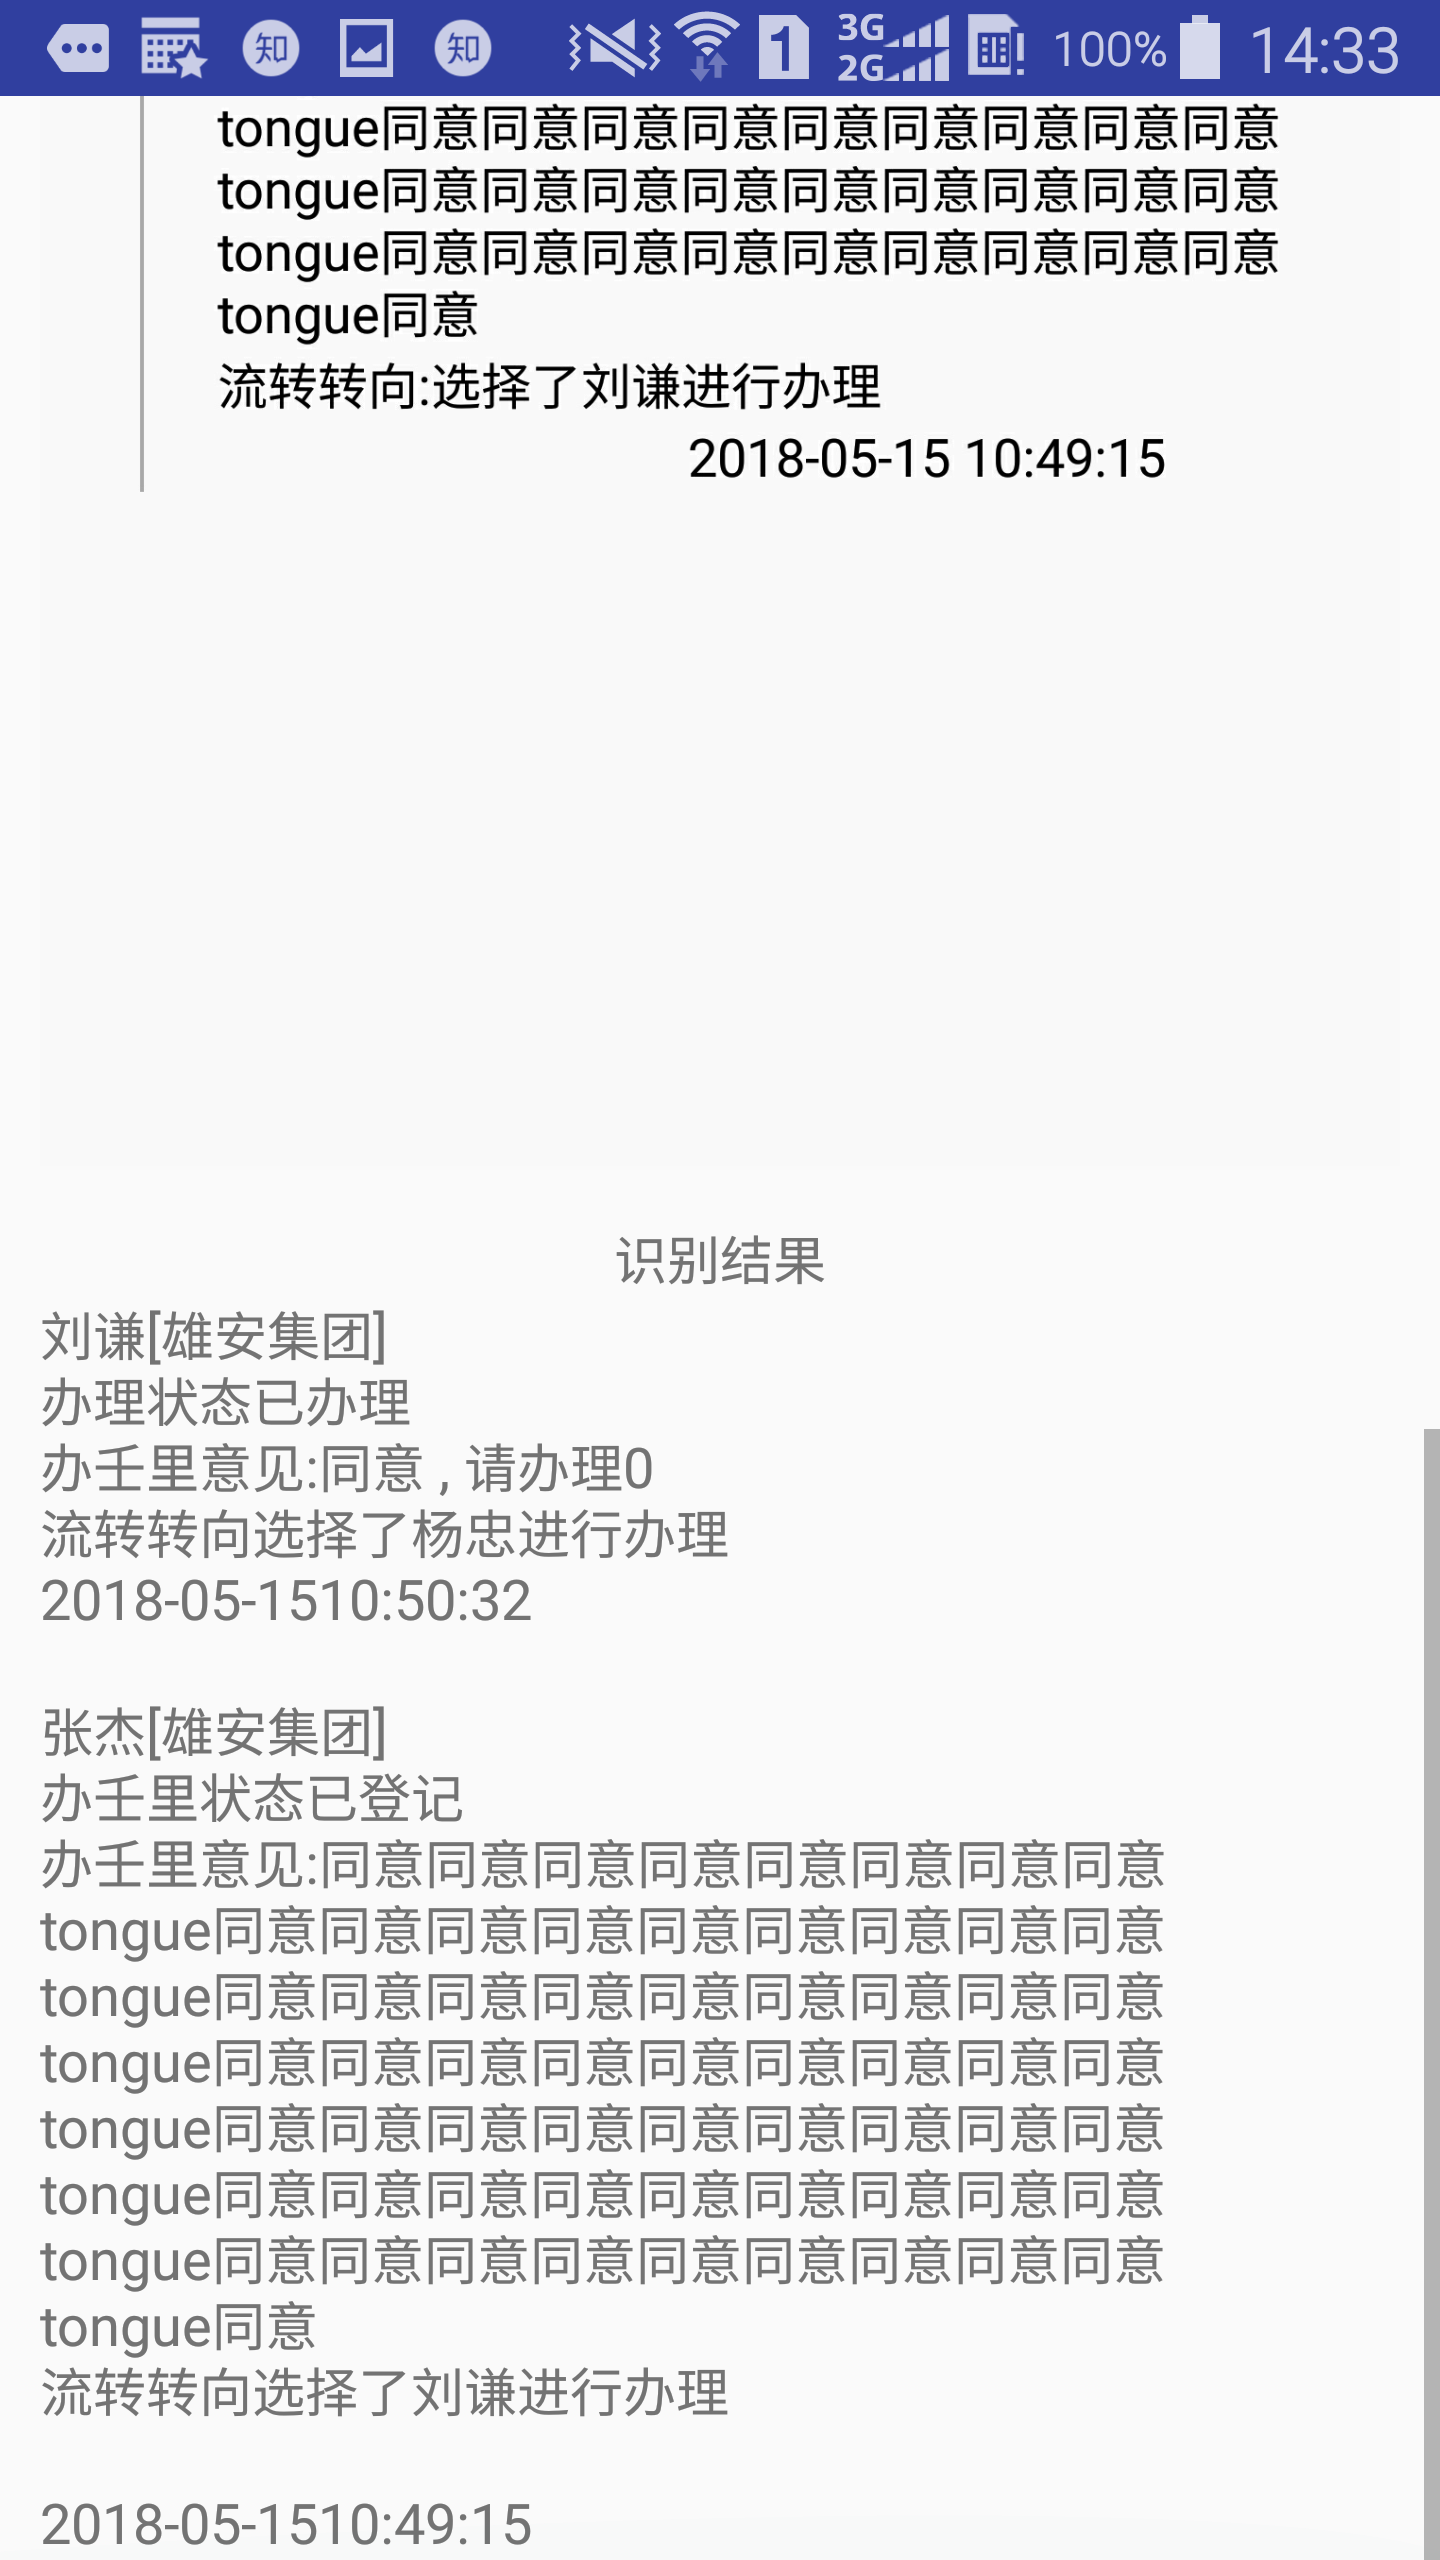 知 知 1 3G 2G 100% 14:33
tongue同意同意同意同意同意同意同意同意同意
tongue同意同意同意同意同意同意同意同意同意
tongue同意同意同意同意同意同意同意同意同意
tongue同意
流转转向:选择了刘谦进行办理
2018-05-15 10:49:15
识别结果
刘谦[雄安集团]
办理状态已办理
办壬里意见:同意 , 请办理0
流转转向选择了杨忠进行办理
2018-05-1510:50:32
张杰[雄安集团]
办壬里状态已登记
办壬里意见:同意同意同意同意同意同意同意同意
tongue同意同意同意同意同意同意同意同意同意
tongue同意同意同意同意同意同意同意同意同意
tongue同意同意同意同意同意同意同意同意同意
tongue同意同意同意同意同意同意同意同意同意
tongue同意同意同意同意同意同意同意同意同意
tongue同意同意同意同意同意同意同意同意同意
tongue同意
流转转向选择了刘谦进行办理
2018-05-1510:49:15